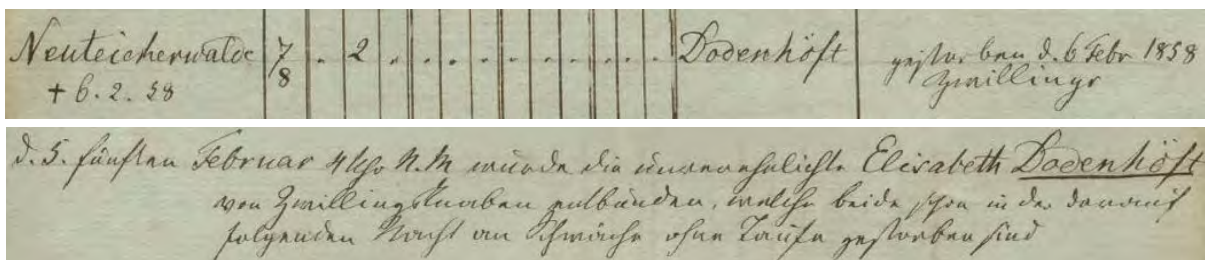 Neuteicherwalde 7 . 2 . . . . . . . . . . Dodenhöft gestorben d. 6 Febr 1858
+ 6. 2. 58 8 Zwillinge
d. 5. fünften Februar 4 Uhr N. M wurde die unverehelichte Elisabeth Dodenhöft
von Zwillingsknaben entbunden, welche beide schon in der darauf
folgenden Nacht an Schwäche ohne Taufe gestorben sind